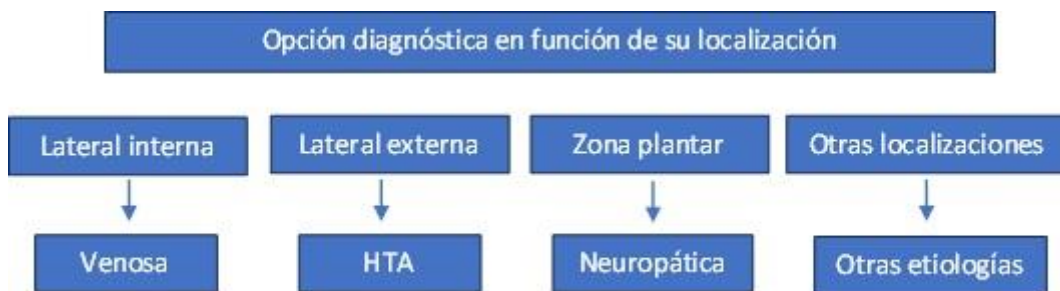 Opción diagnóstica en función de su localización
Lateral interna
Lateral externa
Zona plantar
Otras localizaciones
Venosa
HTA
Neuropática
Otras etiologías